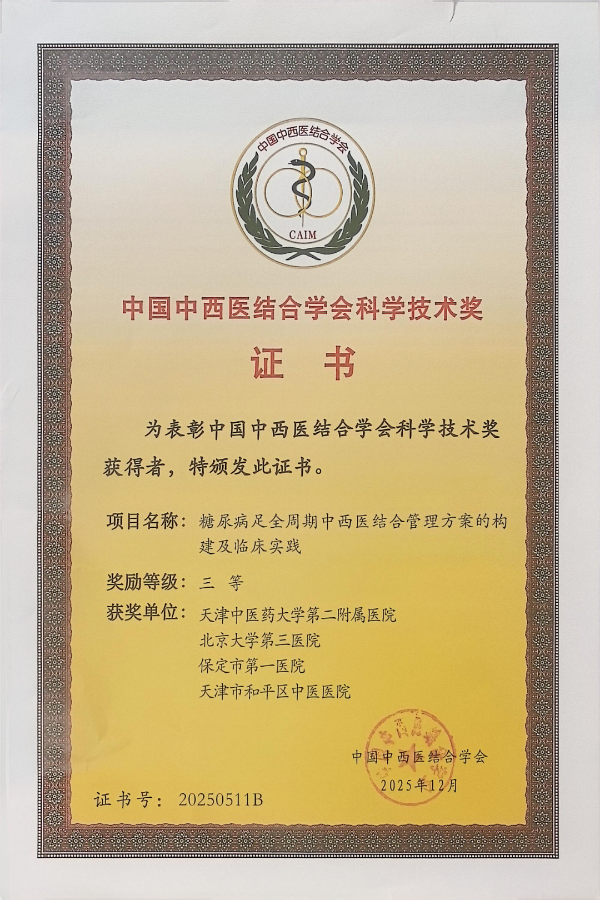 中国中西医结合学会
CAIM
中国中西医结合学会科学技术奖
证 书
为表彰中国中西医结合学会科学技术奖
获得者，特颁发此证书。
项目名称：糖尿病足全周期中西医结合管理方案的构
建及临床实践
奖励等级：三 等
获奖单位：天津中医药大学第二附属医院
北京大学第三医院
保定市第一医院
天津市和平区中医医院
中国中西医结合学会
2025年12月
证书号：20250511B